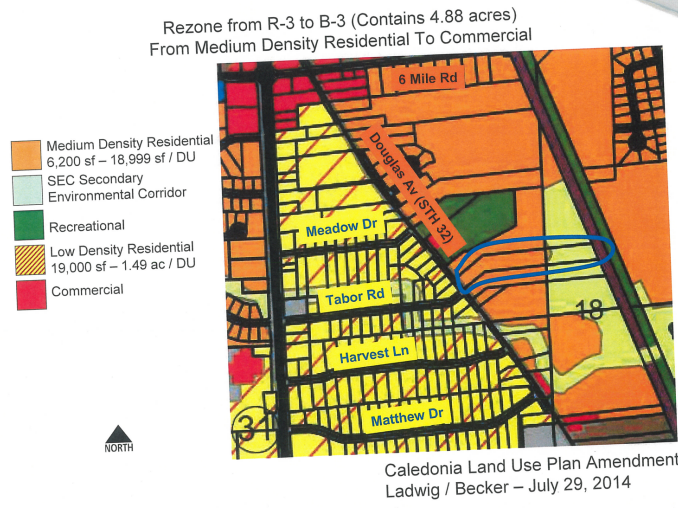 Rezone from R-3 to B-3 (Contains 4.88 acres)
From Medium Density Residential To Commercial
6 Mile Rd
Medium Density Residential
6,200 sf – 18,999 sf / DU
SEC Secondary
Environmental Corridor
Recreational
Low Density Residential
19,000 sf – 1.49 ac / DU
Commercial
Douglas Av (STH 32)
Meadow Dr
Tabor Rd
18
Harvest Ln
Matthew Dr
31
NORTH
Caledonia Land Use Plan Amendment
Ladwig / Becker – July 29, 2014